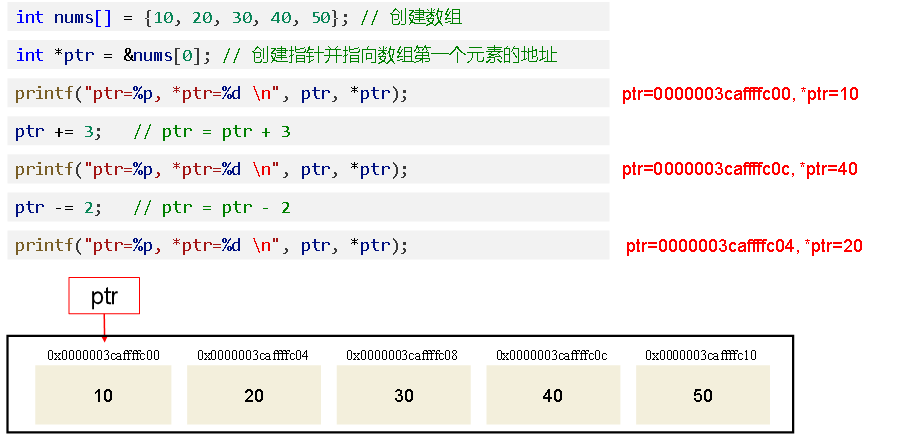 int nums[] = {10, 20, 30, 40, 50}; // 创建数组
int *ptr = &nums[0]; // 创建指针并指向数组第一个元素的地址
printf("ptr=%p, *ptr=%d \n", ptr, *ptr); ptr=0000003caffffc00, *ptr=10
ptr += 3; // ptr = ptr + 3
printf("ptr=%p, *ptr=%d \n", ptr, *ptr); ptr=0000003caffffc0c, *ptr=40
ptr -= 2; // ptr = ptr - 2
printf("ptr=%p, *ptr=%d \n", ptr, *ptr); ptr=0000003caffffc04, *ptr=20
ptr
0x0000003caffffc00 0x0000003caffffc04 0x0000003caffffc08 0x0000003caffffc0c 0x0000003caffffc10
10 20 30 40 50